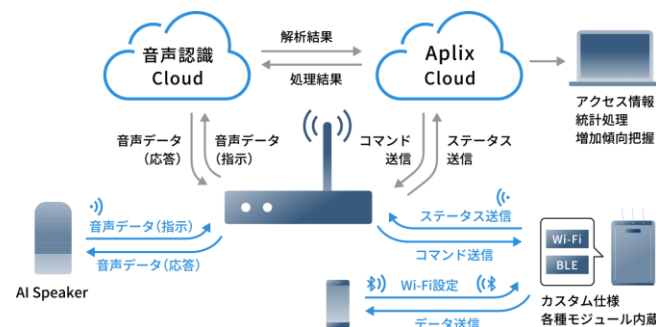 音声認識
Cloud
解析結果
処理結果
Aplix
Cloud
アクセス情報
統計処理
増加傾向把握
音声データ
（応答）
音声データ
（指示）
コマンド
送信
ステータス
送信
音声データ（指示）
音声データ（応答）
AI Speaker
ステータス送信
コマンド送信
Wi-Fi
BLE
Wi-Fi設定
データ送信
カスタム仕様
各種モジュール内蔵